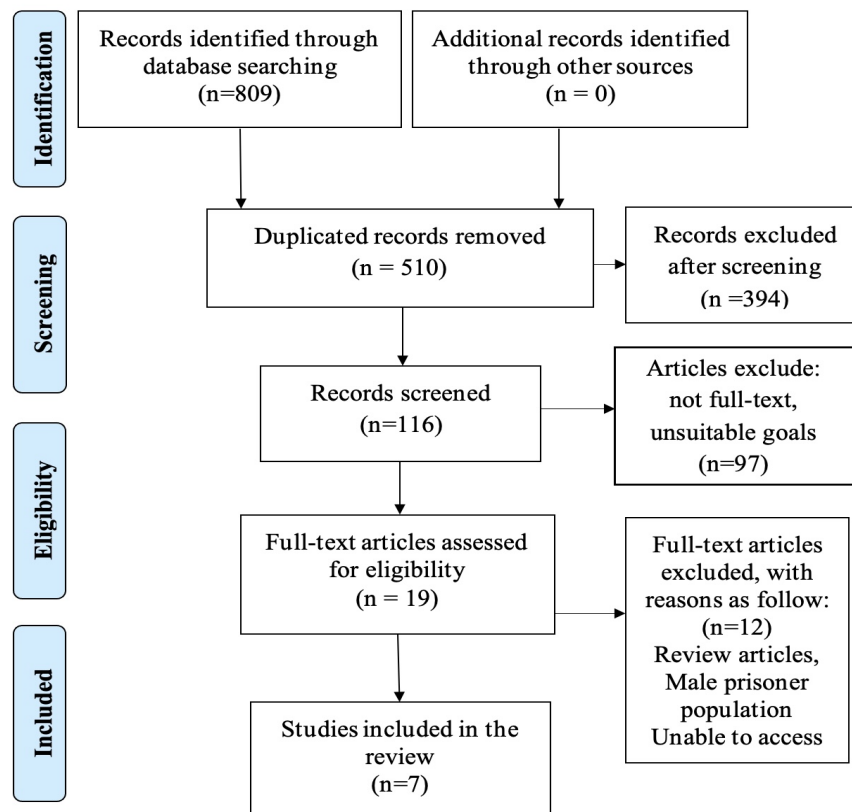 Identification
Records identified through
database searching
(n=809)
Additional records identified
through other sources
(n = 0)
Screening
Duplicated records removed
(n = 510)
Records excluded
after screening
(n =394)
Records screened
(n=116)
Articles exclude:
not full-text,
unsuitable goals
(n=97)
Eligibility
Full-text articles assessed
for eligibility
(n = 19)
Full-text articles
excluded, with
reasons as follow:
(n=12)
Review articles,
Male prisoner
population
Unable to access
Included
Studies included in the
review
(n=7)